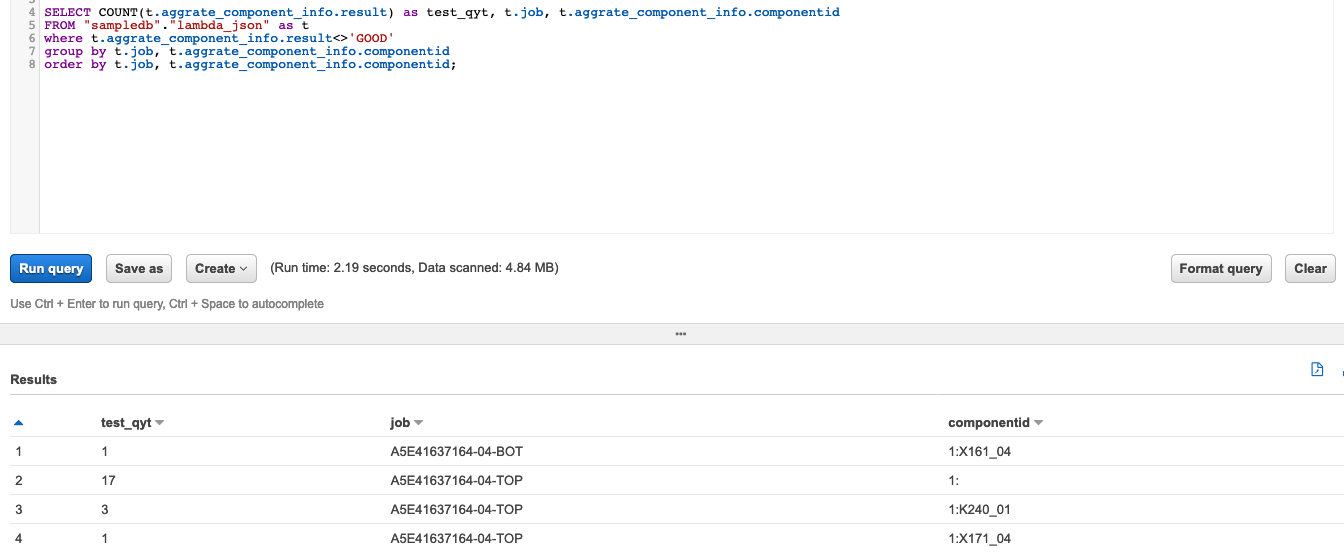 4 SELECT COUNT(t.aggrate_component_info.result) as test_qyt, t.job, t.aggrate_component_info.componentid
5 FROM "sampledb"."lambda_json" as t
6 where t.aggrate_component_info.result<>'GOOD'
7 group by t.job, t.aggrate_component_info.componentid
8 order by t.job, t.aggrate_component_info.componentid;
Run query Save as Create (Run time: 2.19 seconds, Data scanned: 4.84 MB) Format query Clear
Use Ctrl + Enter to run query, Ctrl + Space to autocomplete
Results
test_qyt job componentid
1 1 A5E41637164-04-BOT 1:X161_04
2 17 A5E41637164-04-TOP 1:
3 3 A5E41637164-04-TOP 1:K240_01
4 1 A5E41637164-04-TOP 1:X171_04